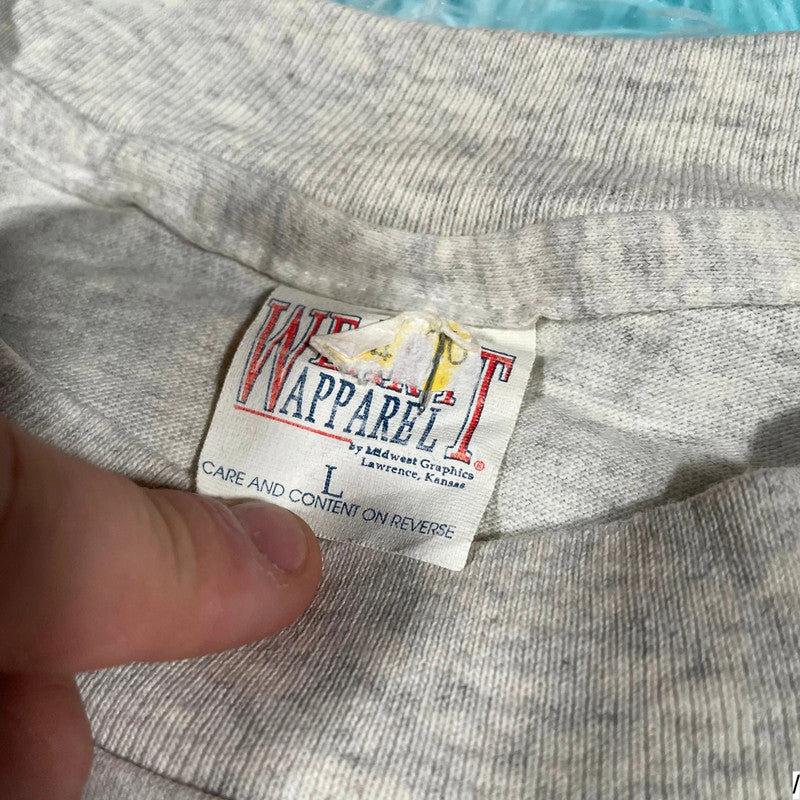 APPAREL
by Midwest Graphics
Lawrence, Kansas
L
CARE AND CONTENT ON REVERSE